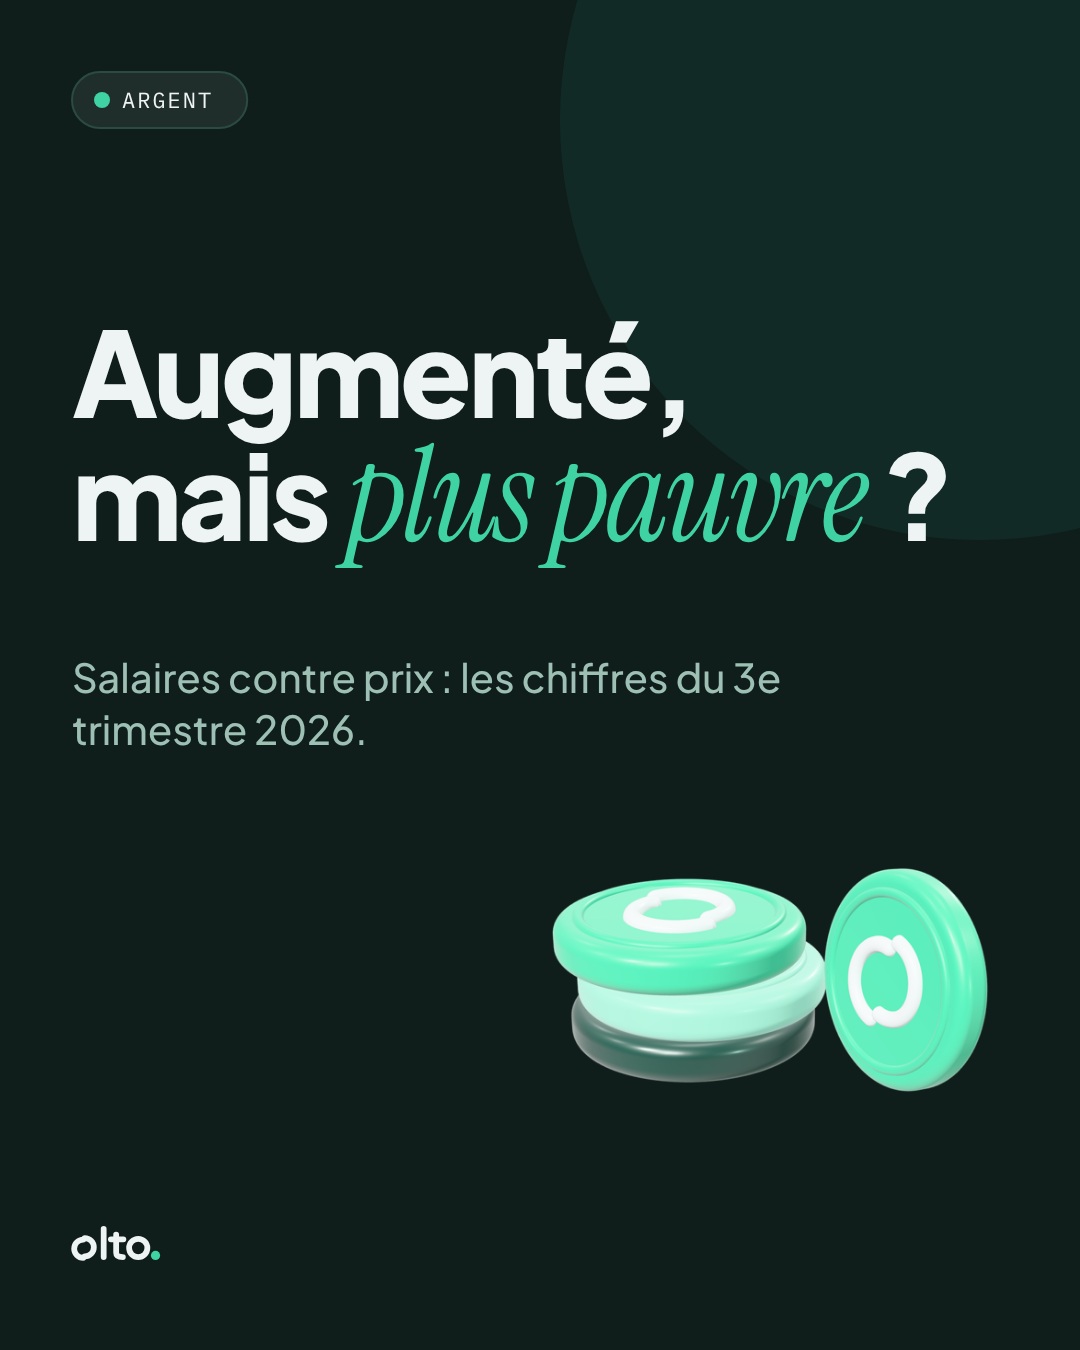 ARGENT
Augmenté,
mais plus pauvre ?
Salaires contre prix : les chiffres du 3e
trimestre 2026.
olto.